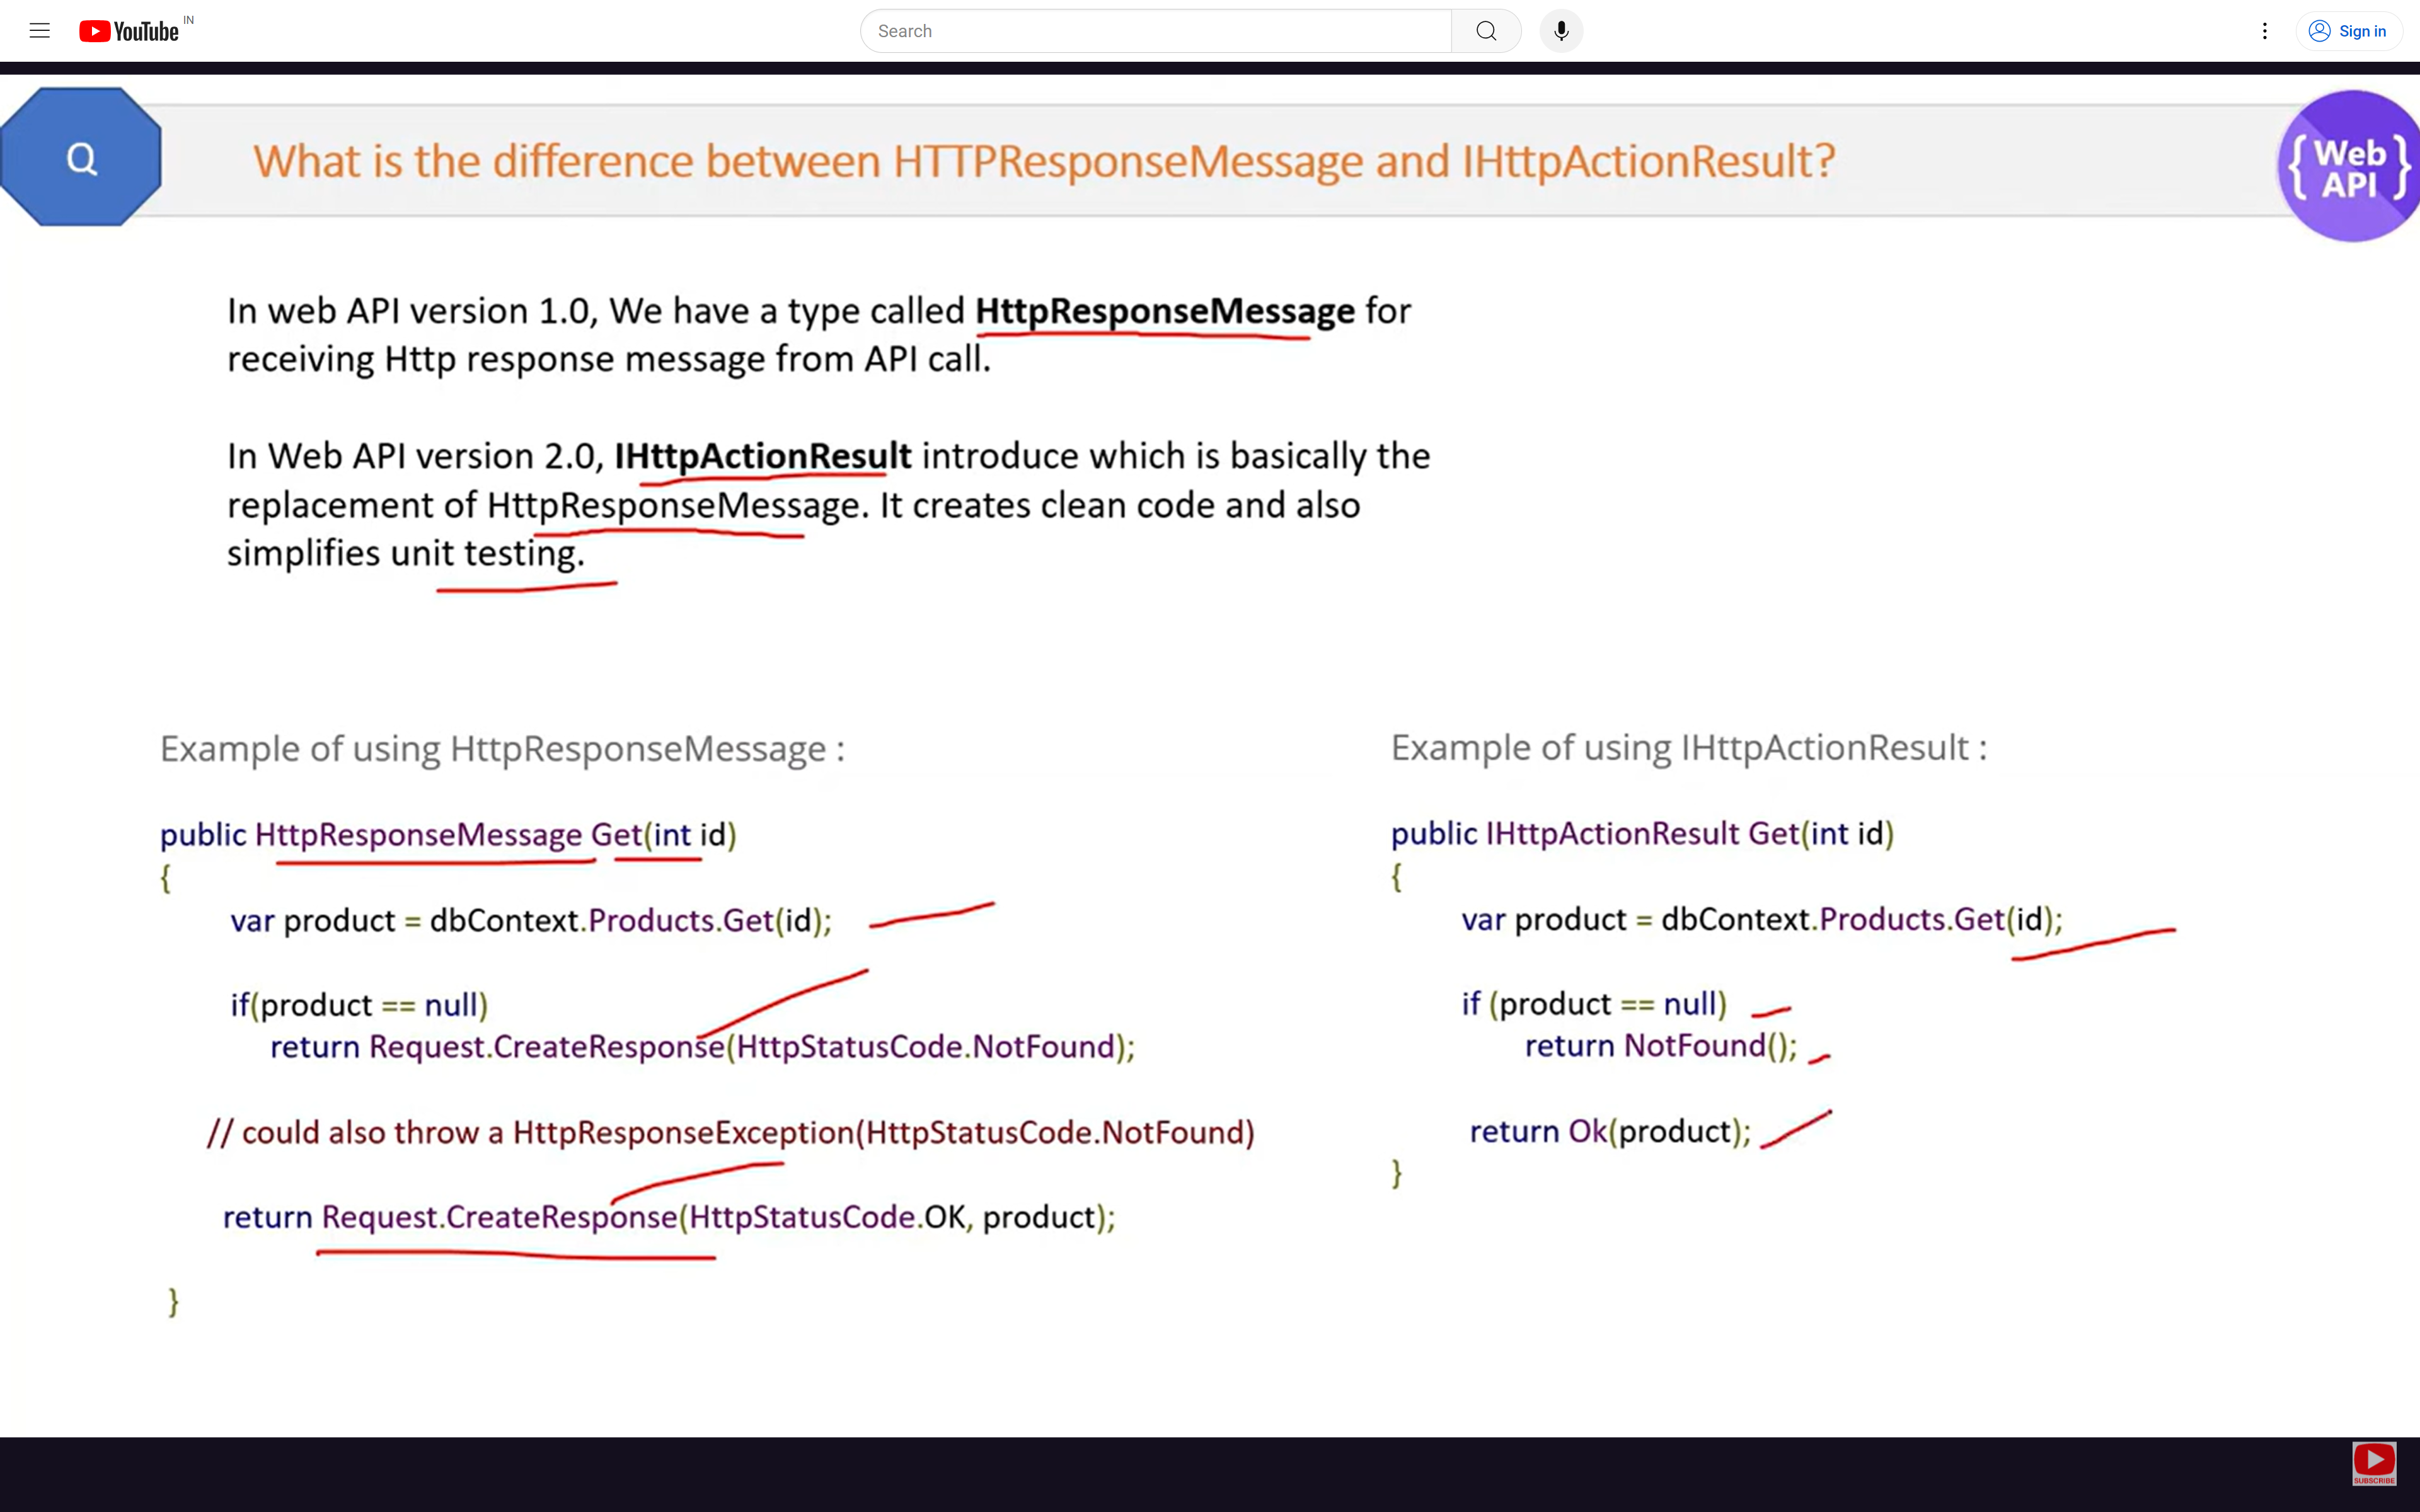 YouTube IN
Search
Sign in
Q
What is the difference between HTTPResponseMessage and IHttpActionResult?
{ Web API }
In web API version 1.0, We have a type called HttpResponseMessage for
receiving Http response message from API call.
In Web API version 2.0, IHttpActionResult introduce which is basically the
replacement of HttpResponseMessage. It creates clean code and also
simplifies unit testing.
Example of using HttpResponseMessage :
public HttpResponseMessage Get(int id)
{
var product = dbContext.Products.Get(id);
if(product == null)
return Request.CreateResponse(HttpStatusCode.NotFound);
// could also throw a HttpResponseException(HttpStatusCode.NotFound)
return Request.CreateResponse(HttpStatusCode.OK, product);
}
Example of using IHttpActionResult :
public IHttpActionResult Get(int id)
{
var product = dbContext.Products.Get(id);
if (product == null)
return NotFound();
return Ok(product);
}
SUBSCRIBE